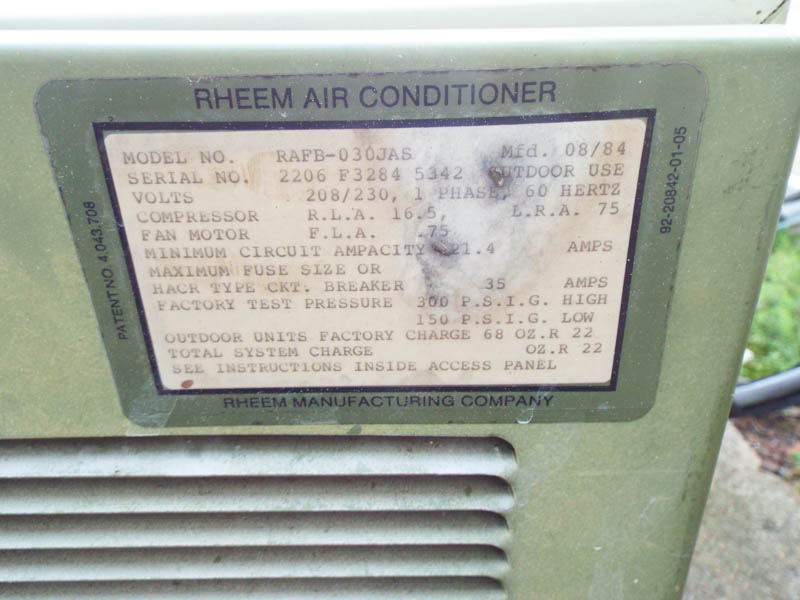 RHEEM AIR CONDITIONER
MODEL NO. RAFB-030JAS Mfd. 08/84
SERIAL NO. 2206 F3284 5342 OUTDOOR USE
VOLTS 208/230, 1 PHASE, 60 HERTZ
COMPRESSOR R.L.A. 16.5, L.R.A. 75
FAN MOTOR F.L.A. .75
MINIMUM CIRCUIT AMPACITY 21.4 AMPS
MAXIMUM FUSE SIZE OR
HACR TYPE CKT. BREAKER 35 AMPS
FACTORY TEST PRESSURE 300 P.S.I.G. HIGH
150 P.S.I.G. LOW
OUTDOOR UNITS FACTORY CHARGE 68 OZ.R 22
TOTAL SYSTEM CHARGE OZ.R 22
SEE INSTRUCTIONS INSIDE ACCESS PANEL
RHEEM MANUFACTURING COMPANY
PATENT NO. 4,043,708
92-20842-01-05